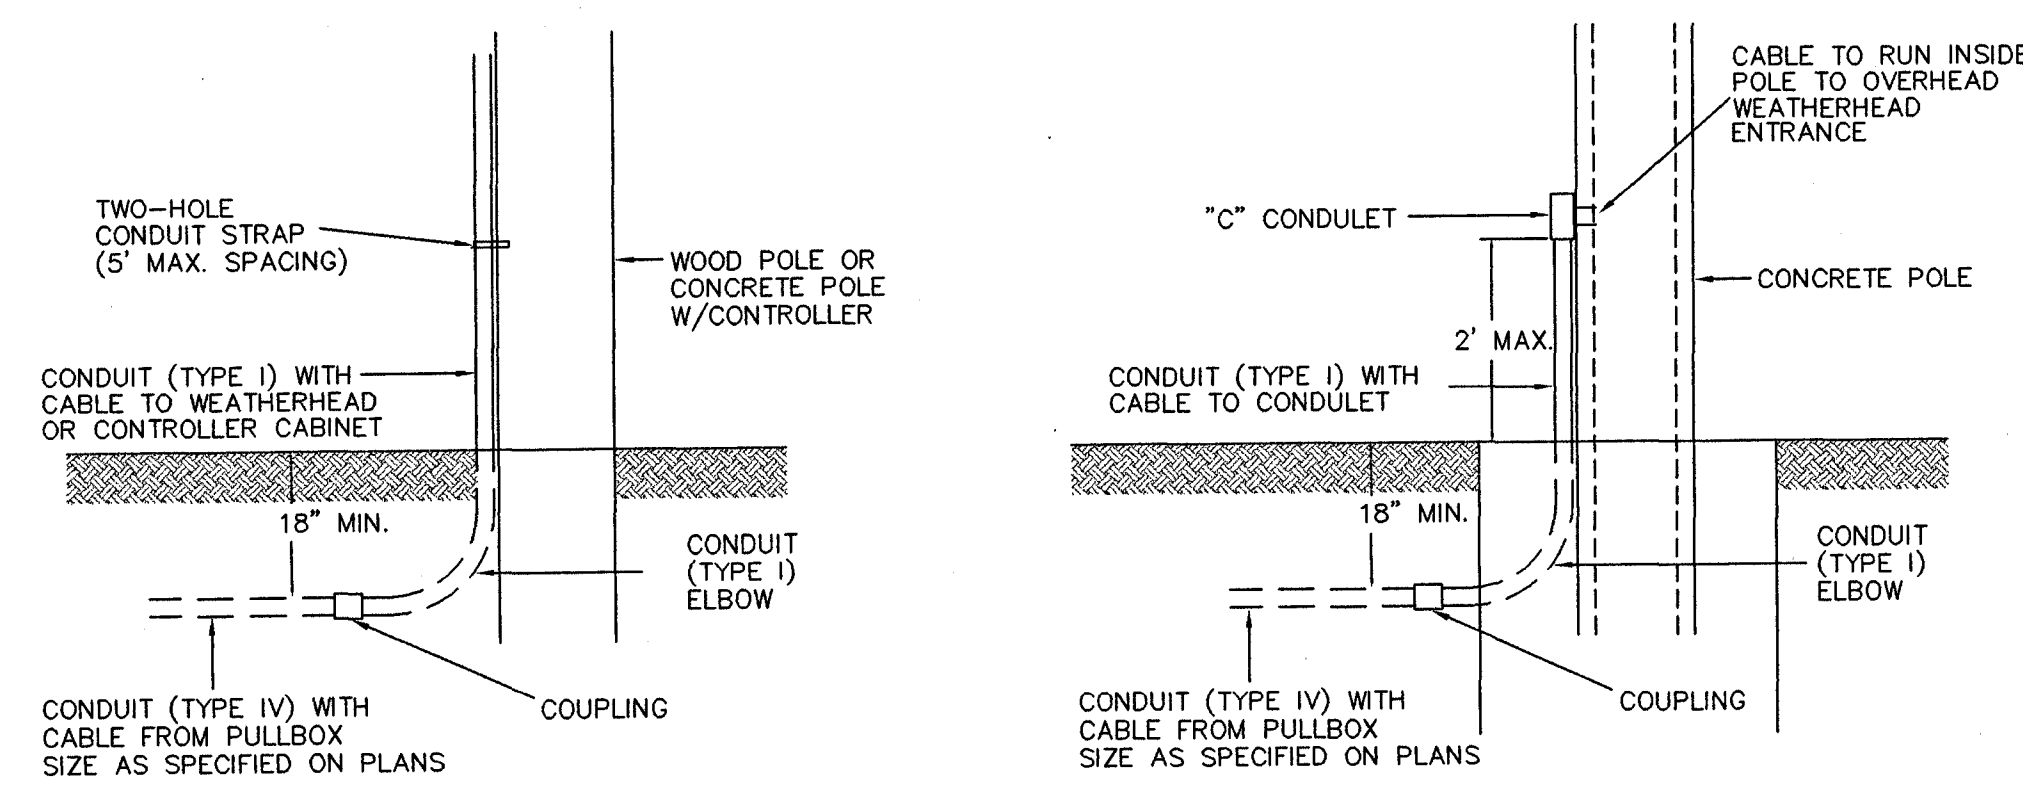 TWO-HOLE
CONDUIT STRAP
(5' MAX. SPACING)
WOOD POLE OR
CONCRETE POLE
W/CONTROLLER
CONDUIT (TYPE I) WITH
CABLE TO WEATHERHEAD
OR CONTROLLER CABINET
18" MIN.
CONDUIT
(TYPE I)
ELBOW
CONDUIT (TYPE IV) WITH
CABLE FROM PULLBOX
SIZE AS SPECIFIED ON PLANS
COUPLING
CABLE TO RUN INSIDE
POLE TO OVERHEAD
WEATHERHEAD
ENTRANCE
"C" CONDULET
CONCRETE POLE
2' MAX.
CONDUIT (TYPE I) WITH
CABLE TO CONDULET
18" MIN.
CONDUIT
(TYPE I)
ELBOW
CONDUIT (TYPE IV) WITH
CABLE FROM PULLBOX
SIZE AS SPECIFIED ON PLANS
COUPLING